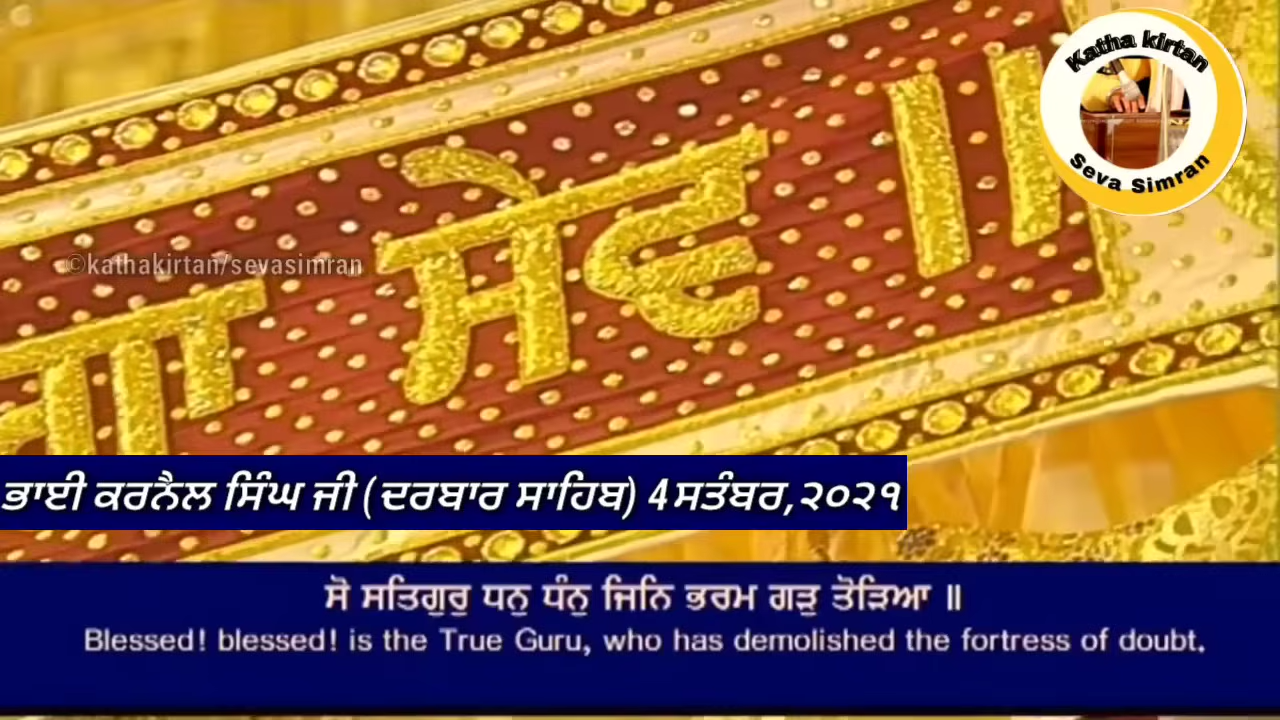 Katha kirtan
Seva Simran
ਸੇਵ ॥
©kathakirtan/sevasimran
ਭਾਈ ਕਰਨੈਲ ਸਿੰਘ ਜੀ (ਦਰਬਾਰ ਸਾਹਿਬ) 4 ਸਤੰਬਰ,੨੦੨੧
ਸੋ ਸਤਿਗੁਰੁ ਧਨੁ ਧੰਨੁ ਜਿਨਿ ਭਰਮ ਗੜੁ ਤੋੜਿਆ ॥
Blessed! blessed! is the True Guru, who has demolished the fortress of doubt.